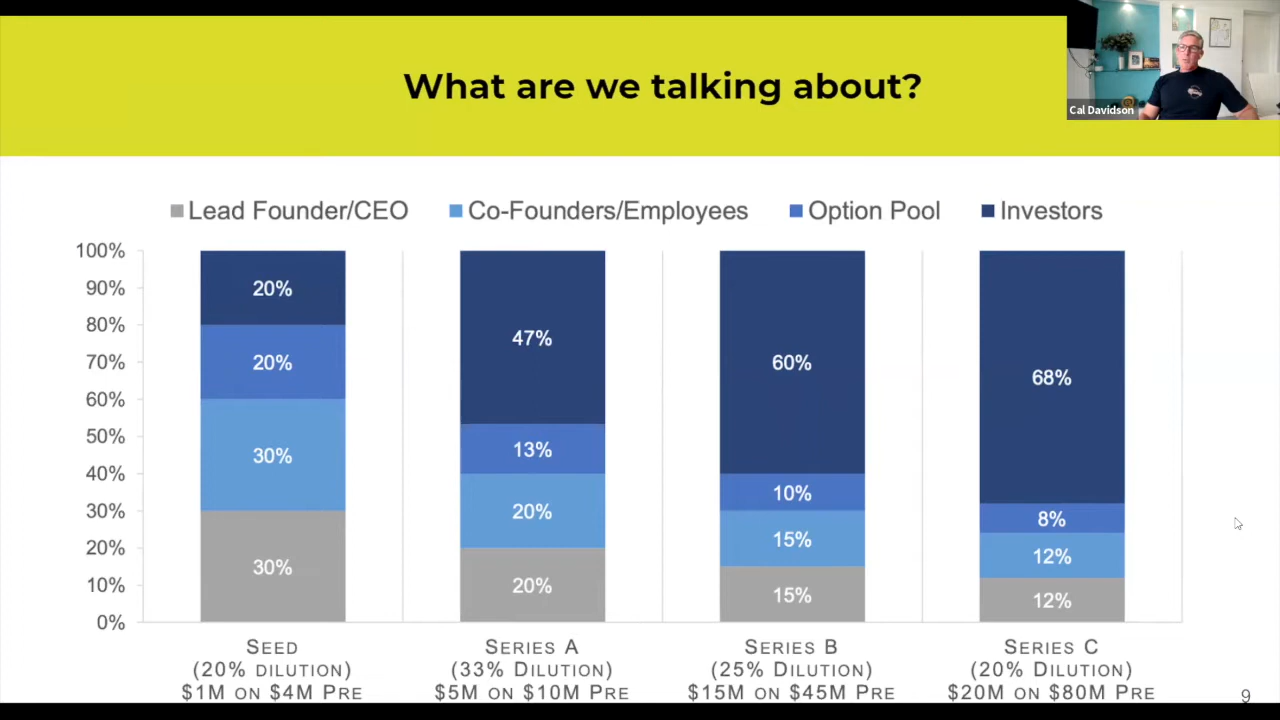 What are we talking about?
Cal Davidson
Lead Founder/CEO Co-Founders/Employees Option Pool Investors
100%
90%
80%
70%
60%
50%
40%
30%
20%
10%
0%
20%
20%
30%
30%
47%
13%
20%
20%
60%
10%
15%
15%
68%
8%
12%
12%
SEED
(20% DILUTION)
$1M ON $4M PRE
SERIES A
(33% DILUTION)
$5M ON $10M PRE
SERIES B
(25% DILUTION)
$15M ON $45M PRE
SERIES C
(20% DILUTION)
$20M ON $80M PRE
9